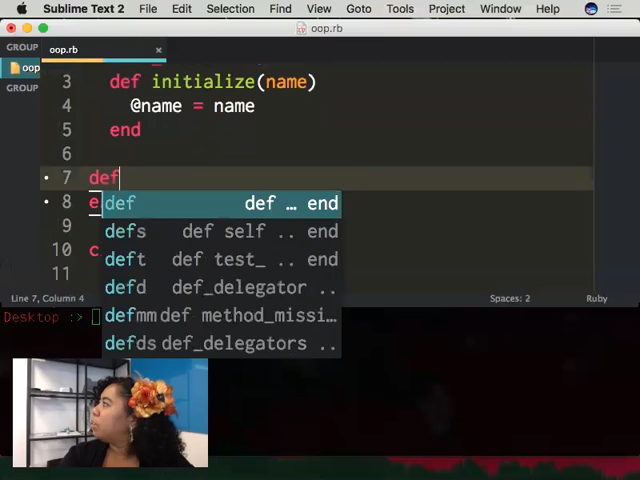 Sublime Text 2 File Edit Selection Find View Goto Tools Project Window Help
oop.rb
GROUP
oop.rb
oop
GROUP
3 def initialize(name)
4 @name = name
5 end
6
7 def
8 e
def def … end
9
defs def self .. end
10 c
deft def test_ .. end
11
defd def_delegator ..
defmm def method_missi…
defds def_delegators ..
Line 7, Column 4 Spaces: 2 Ruby
Desktop :>